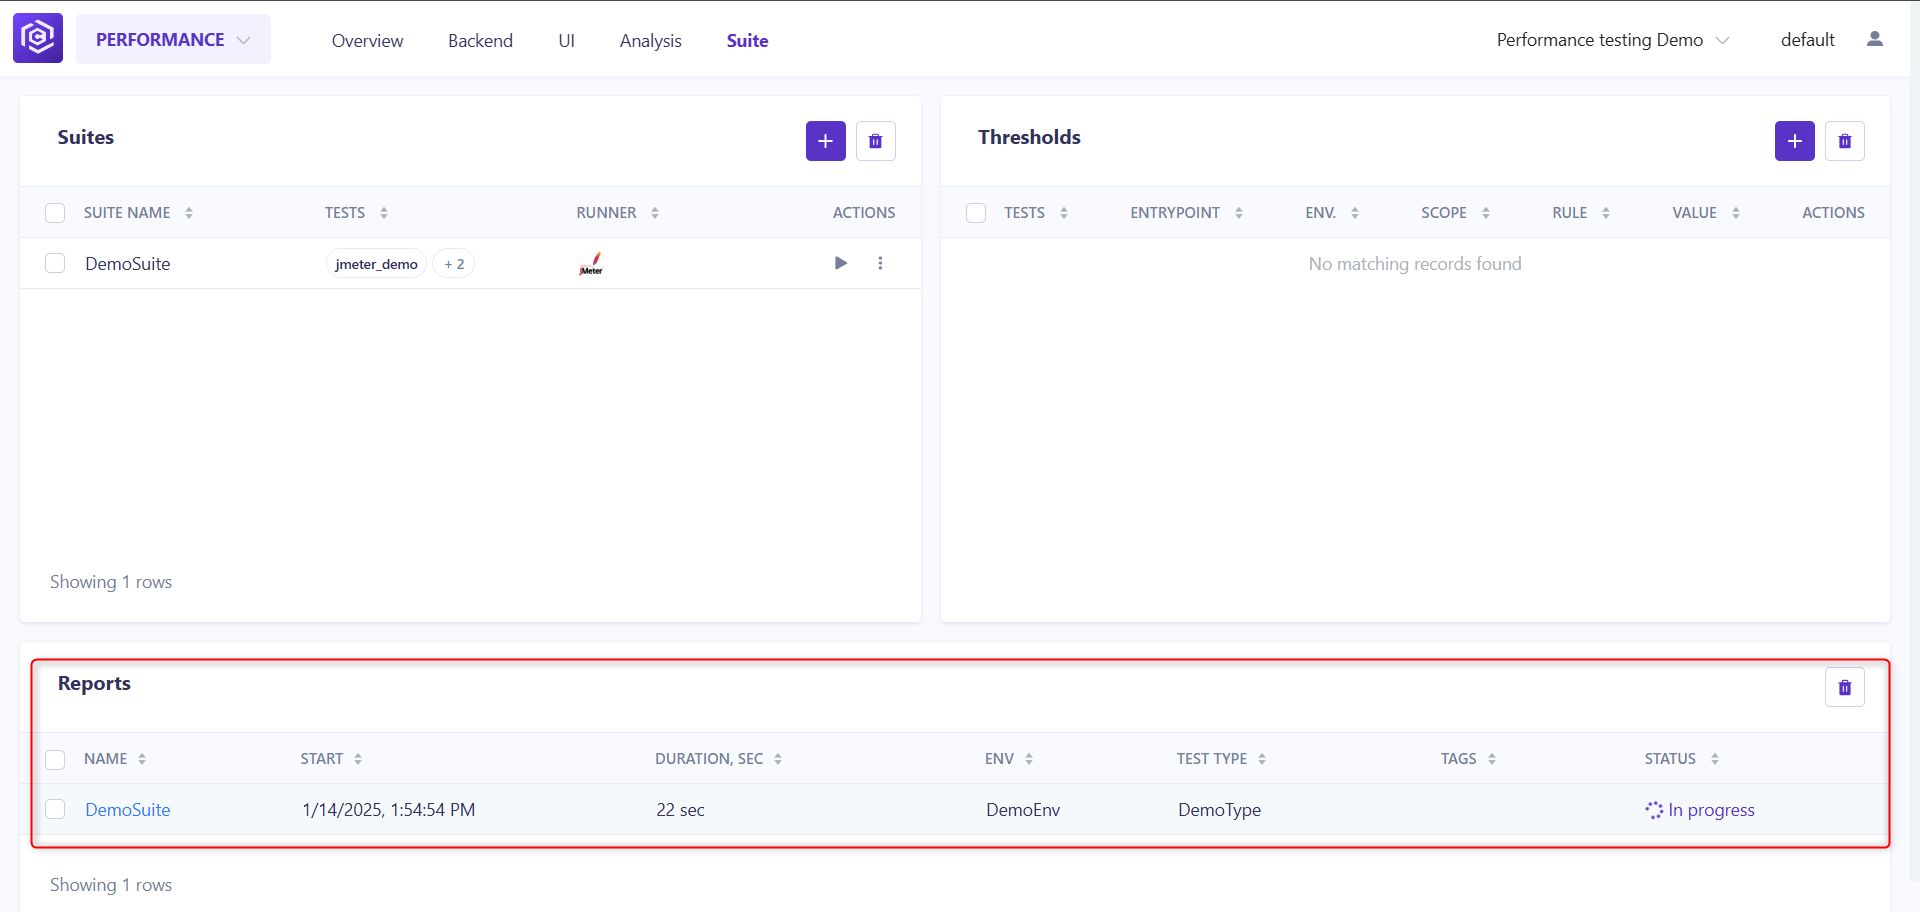 PERFORMANCE
Overview
Backend
UI
Analysis
Suite
Performance testing Demo
default
Suites
SUITE NAME TESTS RUNNER ACTIONS
DemoSuite jmeter_demo + 2 JMeter
Showing 1 rows
Thresholds
TESTS ENTRYPOINT ENV. SCOPE RULE VALUE ACTIONS
No matching records found
Reports
NAME START DURATION, SEC ENV TEST TYPE TAGS STATUS
DemoSuite 1/14/2025, 1:54:54 PM 22 sec DemoEnv DemoType In progress
Showing 1 rows